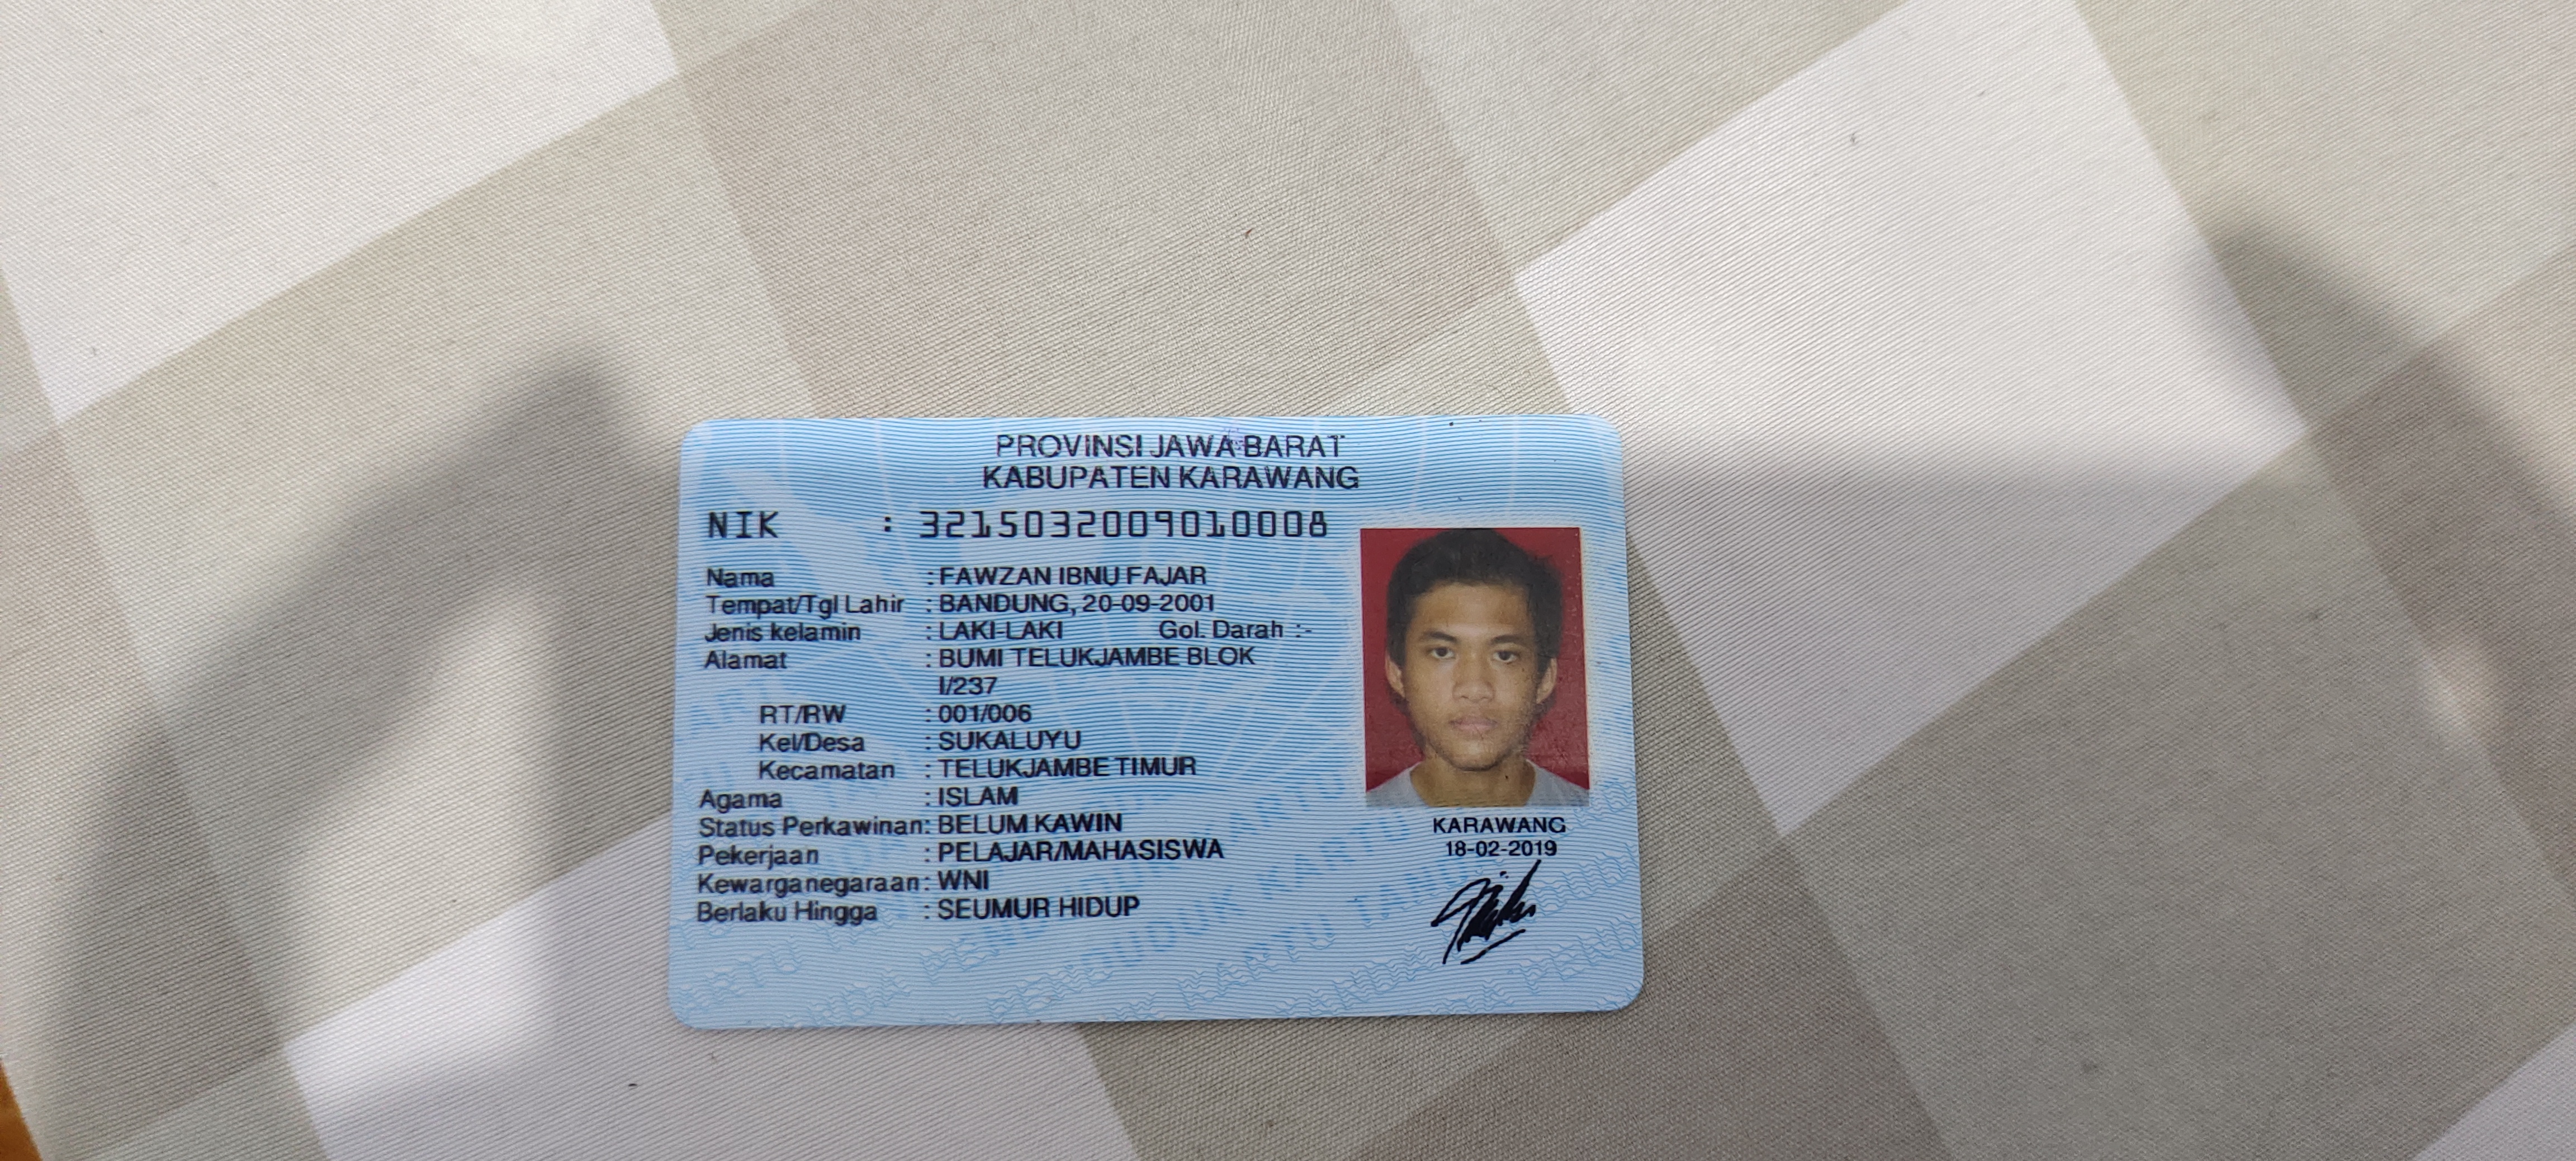 PROVINSI JAWA BARAT
KABUPATEN KARAWANG
NIK : 3215032009010008
Nama : FAWZAN IBNU FAJAR
Tempat/Tgl Lahir : BANDUNG, 20-09-2001
Jenis kelamin : LAKI-LAKI Gol. Darah :-
Alamat : BUMI TELUKJAMBE BLOK
I/237
RT/RW : 001/006
Kel/Desa : SUKALUYU
Kecamatan : TELUKJAMBE TIMUR
Agama : ISLAM
Status Perkawinan: BELUM KAWIN
Pekerjaan : PELAJAR/MAHASISWA
Kewarganegaraan: WNI
Berlaku Hingga : SEUMUR HIDUP
KARAWANG
18-02-2019